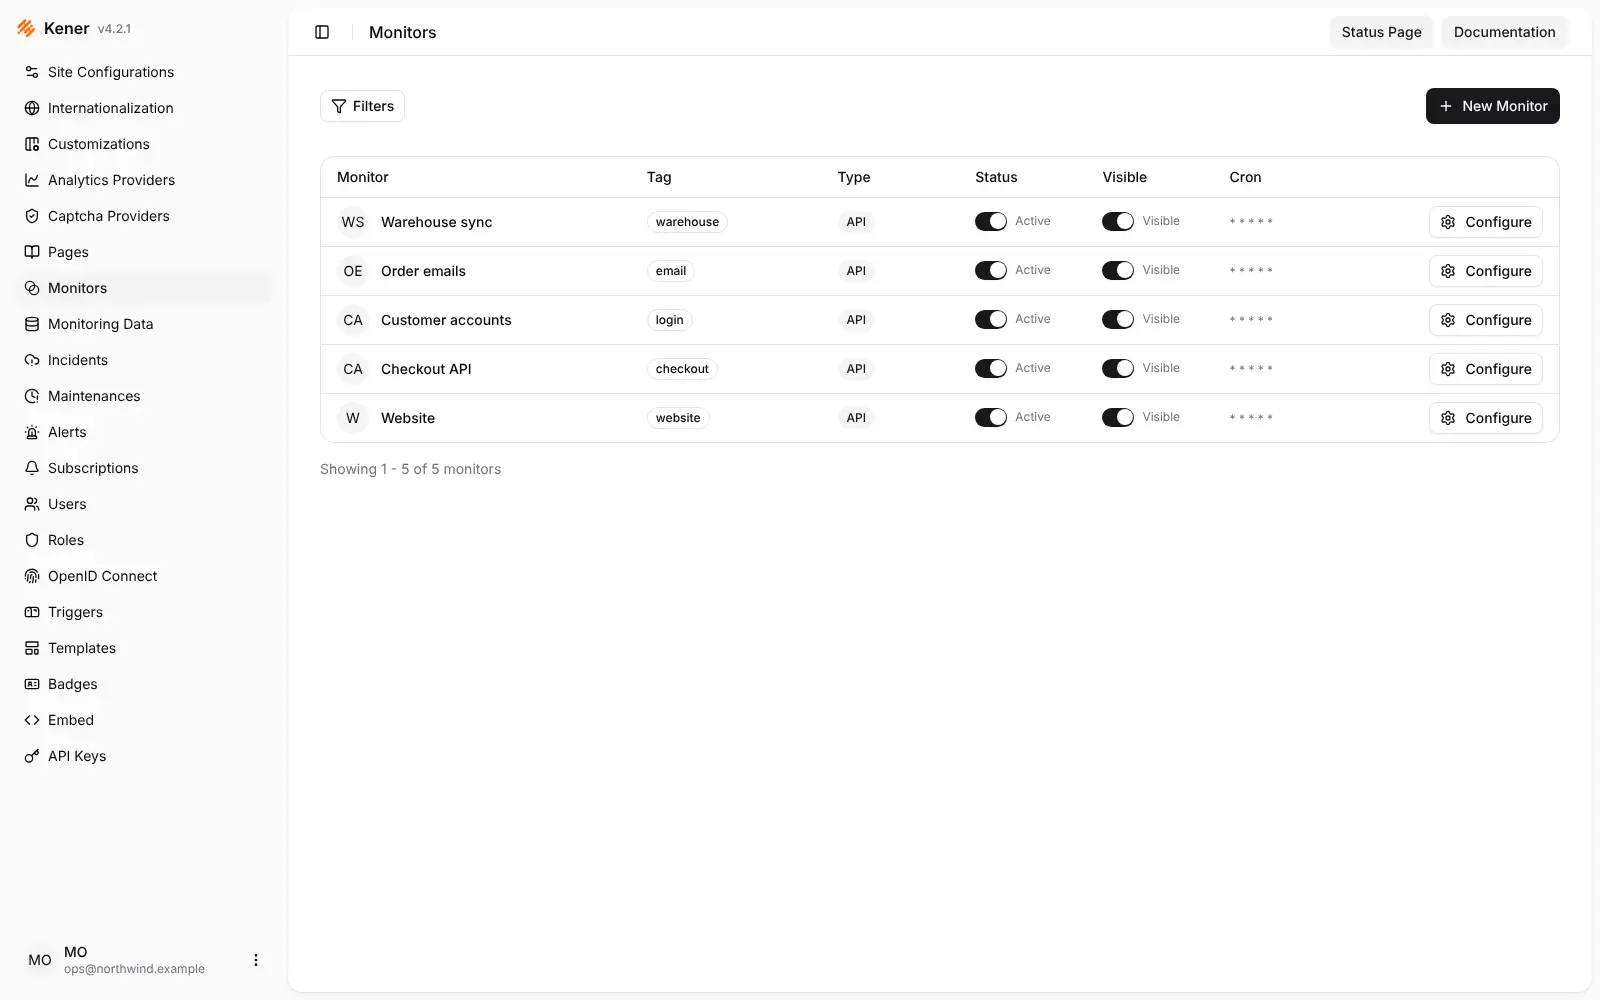 Kener v4.2.1
Site Configurations
Internationalization
Customizations
Analytics Providers
Captcha Providers
Pages
Monitors
Monitoring Data
Incidents
Maintenances
Alerts
Subscriptions
Users
Roles
OpenID Connect
Triggers
Templates
Badges
Embed
API Keys
MO MO
ops@northwind.example
Monitors Status Page Documentation
Filters + New Monitor
Monitor Tag Type Status Visible Cron
WS Warehouse sync warehouse API Active Visible * * * * * Configure
OE Order emails email API Active Visible * * * * * Configure
CA Customer accounts login API Active Visible * * * * * Configure
CA Checkout API checkout API Active Visible * * * * * Configure
W Website website API Active Visible * * * * * Configure
Showing 1 - 5 of 5 monitors